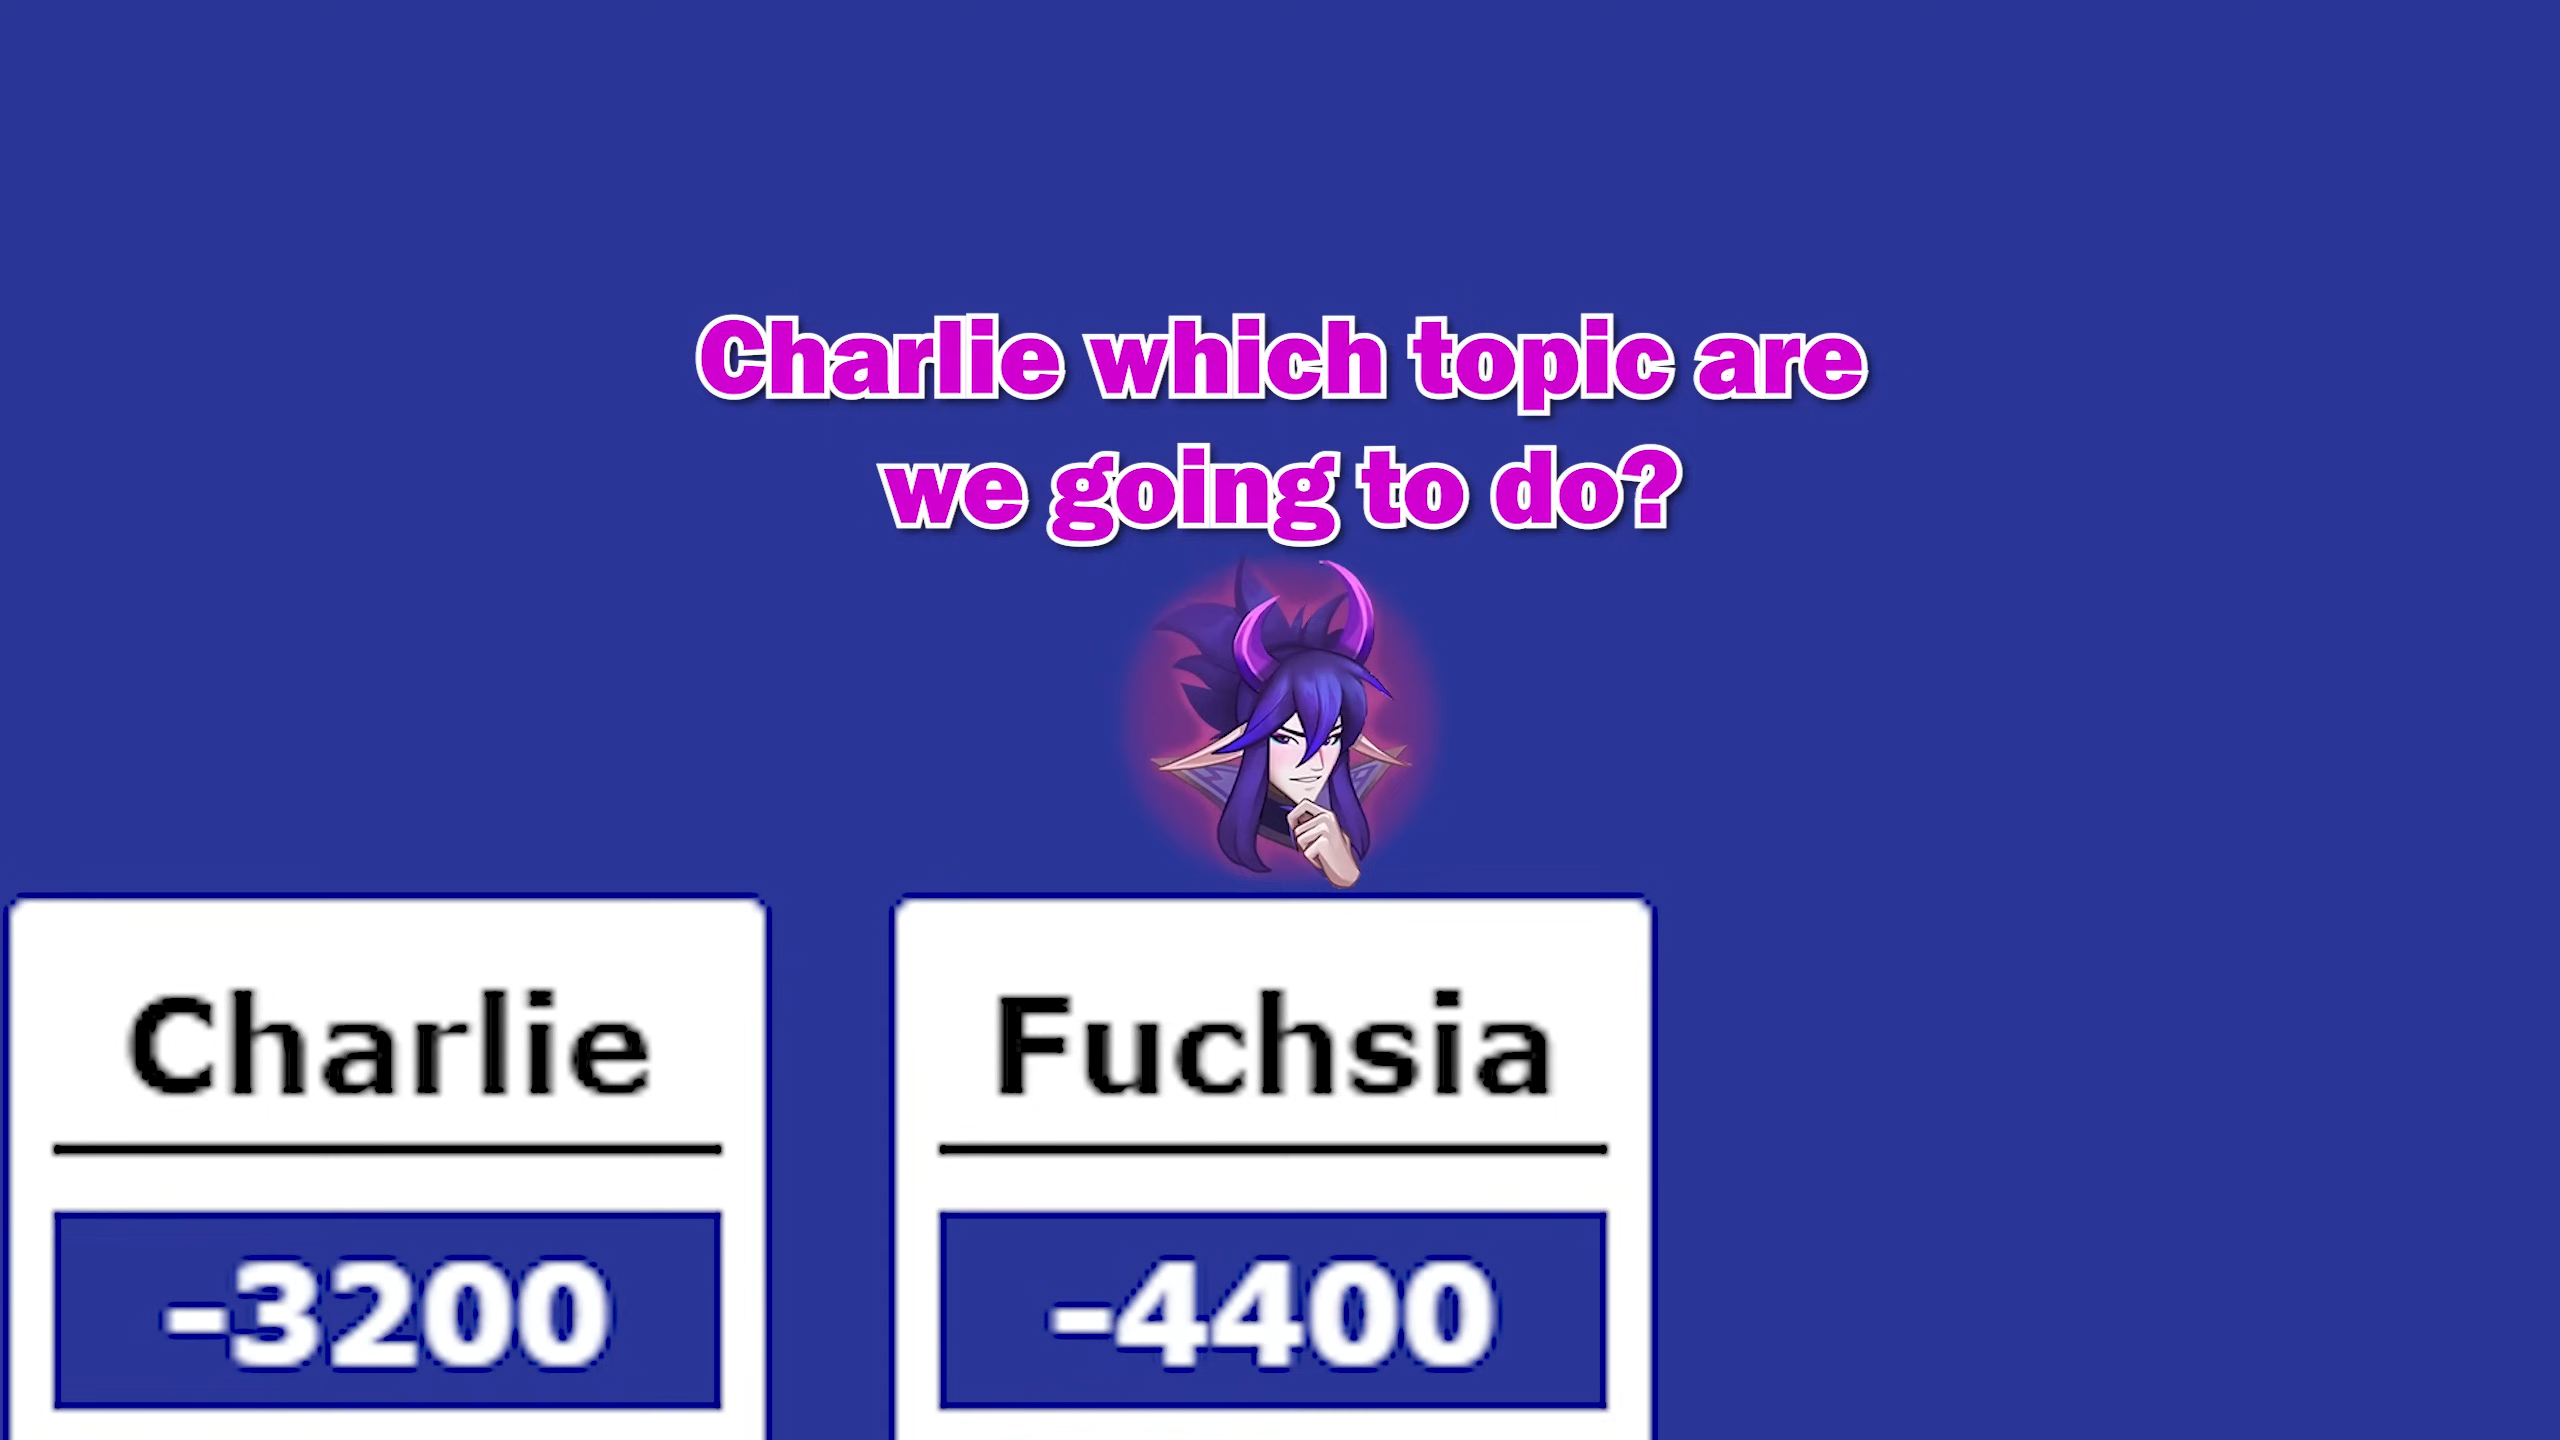 Charlie which topic are
we going to do?
Charlie
Fuchsia
-3200
-4400